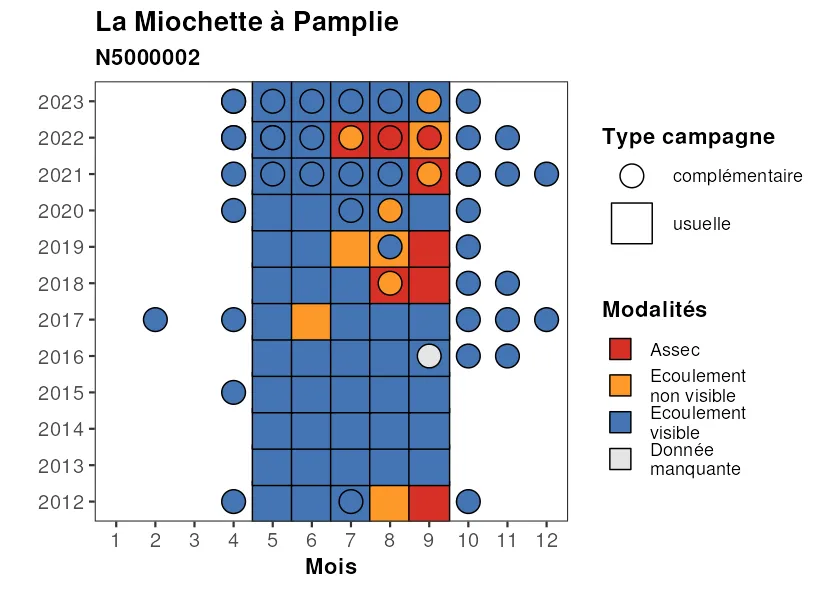 La Miochette à Pamplie
N5000002
2023
2022
2021
2020
2019
2018
2017
2016
2015
2014
2013
2012
1 2 3 4 5 6 7 8 9 10 11 12
Mois
Type campagne
complémentaire
usuelle
Modalités
Assec
Ecoulement
non visible
Ecoulement
visible
Donnée
manquante